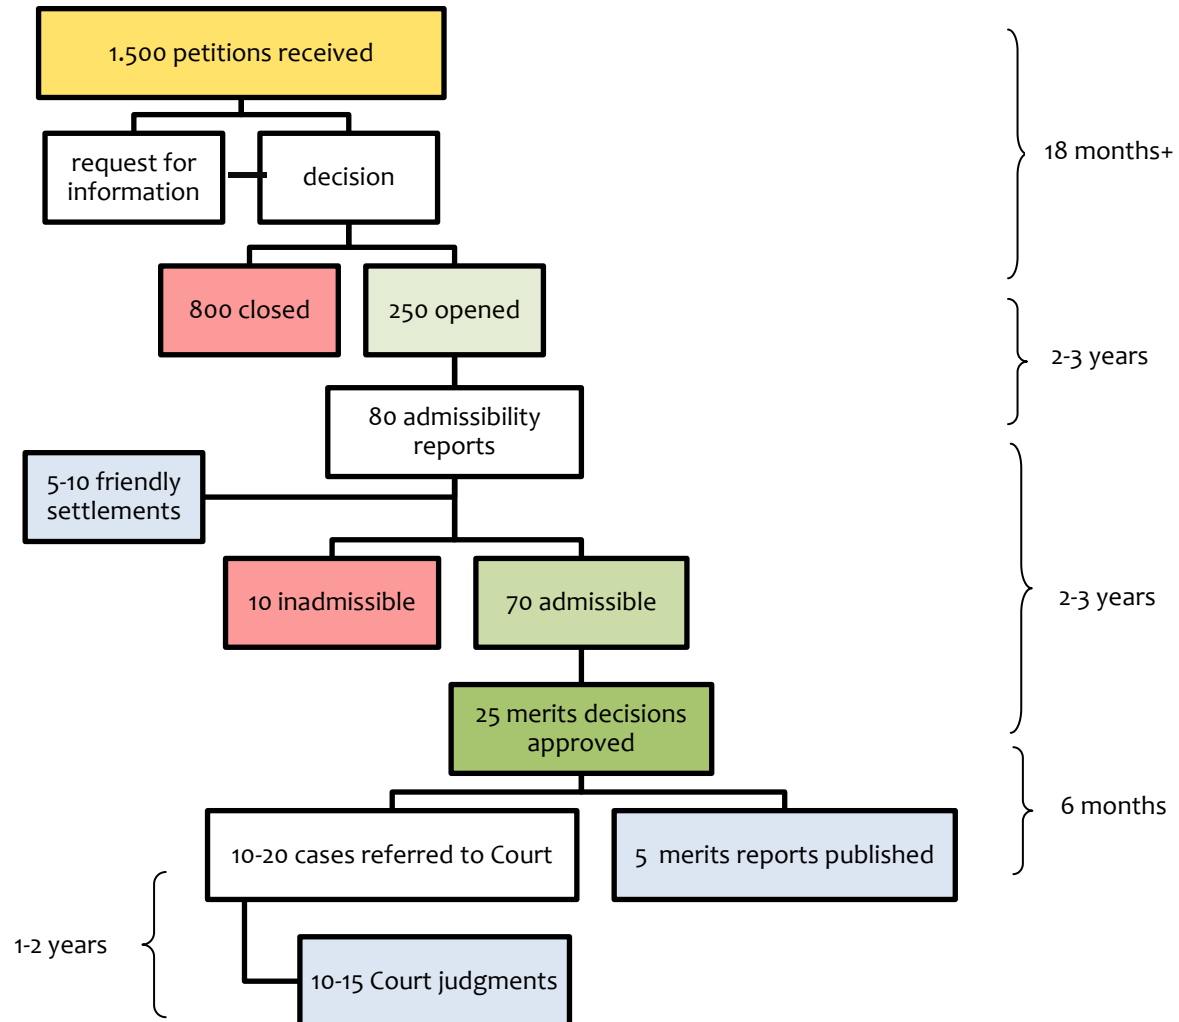 1.500 petitions received
18 months+
request for
information
decision
800 closed
250 opened
2-3 years
80 admissibility
reports
5-10 friendly
settlements
10 inadmissible
70 admissible
2-3 years
25 merits decisions
approved
6 months
10-20 cases referred to Court
5 merits reports published
1-2 years
10-15 Court judgments